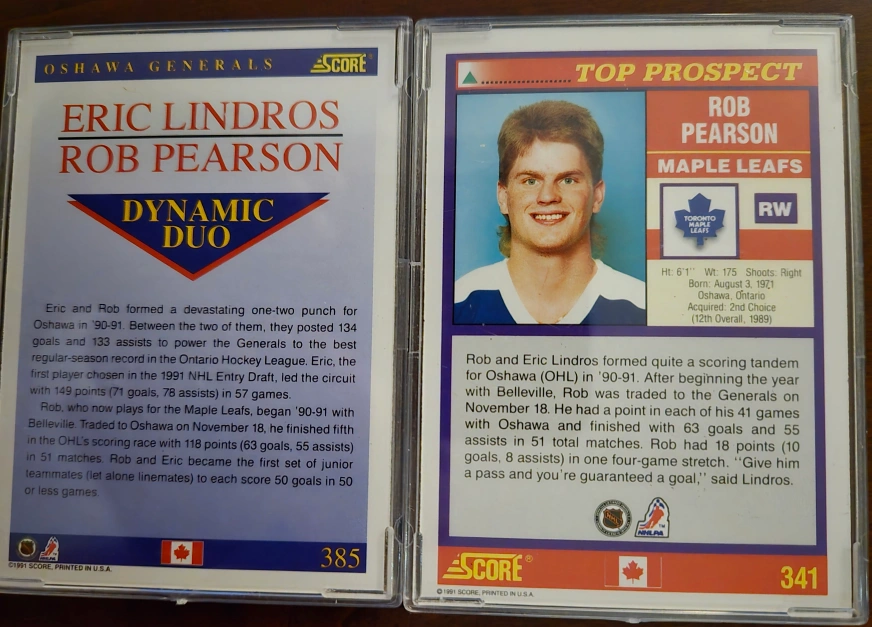 OSHAWA GENERALS
SCORE®
ERIC LINDROS
ROB PEARSON
DYNAMIC
DUO
Eric and Rob formed a devastating one-two punch for
Oshawa in '90-91. Between the two of them, they posted 134
goals and 133 assists to power the Generals to the best
regular-season record in the Ontario Hockey League. Eric, the
first player chosen in the 1991 NHL Entry Draft, led the circuit
with 149 points (71 goals, 78 assists) in 57 games.
Rob, who now plays for the Maple Leafs, began '90-91 with
Belleville. Traded to Oshawa on November 18, he finished fifth
in the OHL's scoring race with 118 points (63 goals, 55 assists)
in 51 matches. Rob and Eric became the first set of junior
teammates (let alone linemates) to each score 50 goals in 50
or less games.
NHL
NHLPA
385
©1991 SCORE, PRINTED IN U.S.A.
TOP PROSPECT
ROB
PEARSON
MAPLE LEAFS
TORONTO
MAPLE
LEAFS
RW
Ht: 6'1" Wt: 175 Shoots: Right
Born: August 3, 1971
Oshawa, Ontario
Acquired: 2nd Choice
(12th Overall, 1989)
Rob and Eric Lindros formed quite a scoring tandem
for Oshawa (OHL) in '90-91. After beginning the year
with Belleville, Rob was traded to the Generals on
November 18. He had a point in each of his 41 games
with Oshawa and finished with 63 goals and 55
assists in 51 total matches. Rob had 18 points (10
goals, 8 assists) in one four-game stretch. "Give him
a pass and you're guaranteed a goal," said Lindros.
NHL
NHLPA
TM
SCORE®
341
©1991 SCORE, PRINTED IN U.S.A.